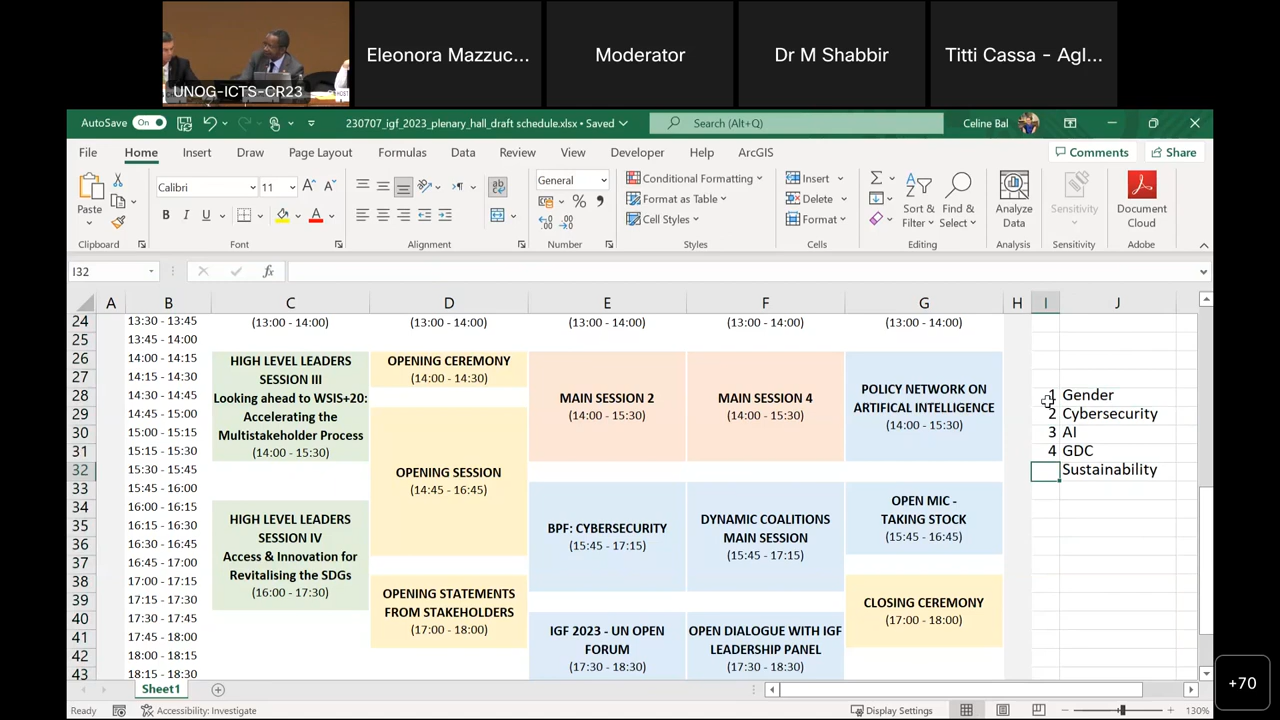 UNOG-ICTS-CR23
Eleonora Mazzuc...
Moderator
Dr M Shabbir
Titti Cassa - Agl...
AutoSave On
230707_igf_2023_plenary_hall_draft schedule.xlsx • Saved
Search (Alt+Q)
Celine Bal
File Home Insert Draw Page Layout Formulas Data Review View Developer Help ArcGIS
Comments
Share
Paste
Calibri 11
General
Conditional Formatting
Format as Table
Cell Styles
Insert
Delete
Format
Sort & Filter
Find & Select
Analyze Data
Sensitivity
Document Cloud
Clipboard Font Alignment Number Styles Cells Editing Analysis Sensitivity Adobe
I32
fx
A B C D E F G H I J
24 13:30 - 13:45 (13:00 - 14:00) (13:00 - 14:00) (13:00 - 14:00) (13:00 - 14:00) (13:00 - 14:00)
25 13:45 - 14:00
26 14:00 - 14:15
27 14:15 - 14:30
28 14:30 - 14:45
29 14:45 - 15:00
30 15:00 - 15:15
31 15:15 - 15:30
32 15:30 - 15:45
33 15:45 - 16:00
34 16:00 - 16:15
35 16:15 - 16:30
36 16:30 - 16:45
37 16:45 - 17:00
38 17:00 - 17:15
39 17:15 - 17:30
40 17:30 - 17:45
41 17:45 - 18:00
42 18:00 - 18:15
43 18:15 - 18:30
HIGH LEVEL LEADERS
SESSION III
Looking ahead to WSIS+20:
Accelerating the
Multistakeholder Process
(14:00 - 15:30)
HIGH LEVEL LEADERS
SESSION IV
Access & Innovation for
Revitalising the SDGs
(16:00 - 17:30)
OPENING CEREMONY
(14:00 - 14:30)
OPENING SESSION
(14:45 - 16:45)
OPENING STATEMENTS
FROM STAKEHOLDERS
(17:00 - 18:00)
MAIN SESSION 2
(14:00 - 15:30)
BPF: CYBERSECURITY
(15:45 - 17:15)
IGF 2023 - UN OPEN
FORUM
(17:30 - 18:30)
MAIN SESSION 4
(14:00 - 15:30)
DYNAMIC COALITIONS
MAIN SESSION
(15:45 - 17:15)
OPEN DIALOGUE WITH IGF
LEADERSHIP PANEL
(17:30 - 18:30)
POLICY NETWORK ON
ARTIFICAL INTELLIGENCE
(14:00 - 15:30)
OPEN MIC -
TAKING STOCK
(15:45 - 16:45)
CLOSING CEREMONY
(17:00 - 18:00)
1 Gender
2 Cybersecurity
3 AI
4 GDC
Sustainability
Sheet1
Ready
Accessibility: Investigate
Display Settings
130%
+70